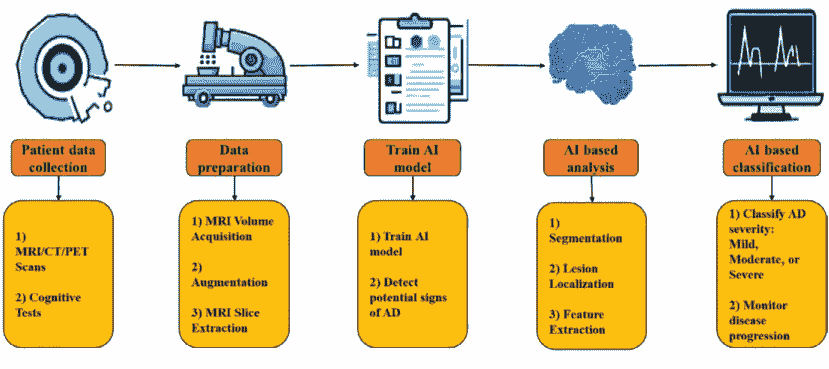 Patient data
collection
Data
preparation
Train AI
model
AI based
analysis
AI based
classification
1)
MRI/CT/PET
Scans
2) Cognitive
Tests
1) MRI Volume
Acquisition
2)
Augmentation
3) MRI Slice
Extraction
1) Train AI
model
2) Detect
potential signs
of AD
1)
Segmentation
2) Lesion
Localization
3) Feature
Extraction
1) Classify AD
severity:
Mild,
Moderate, or
Severe
2) Monitor
disease
progression